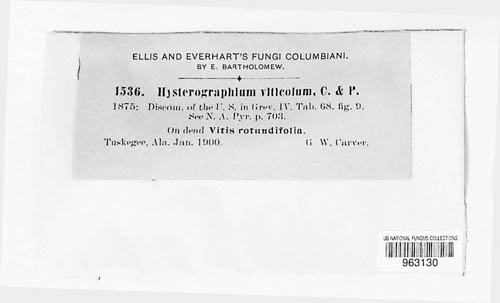 ELLIS AND EVERHART'S FUNGI COLUMBIANI.
BY E. BARTHOLOMEW.
1536. Hysterographium viticolum, C. & P.
1875: Discom. of the U. S. in Grev. IV. Tab. 68. fig. 9.
See N. A. Pyr. p. 703.
On dead Vitis rotundifolia.
Tuskegee, Ala. Jan. 1900. G W. Carver.
US NATIONAL FUNGUS COLLECTIONS
963130